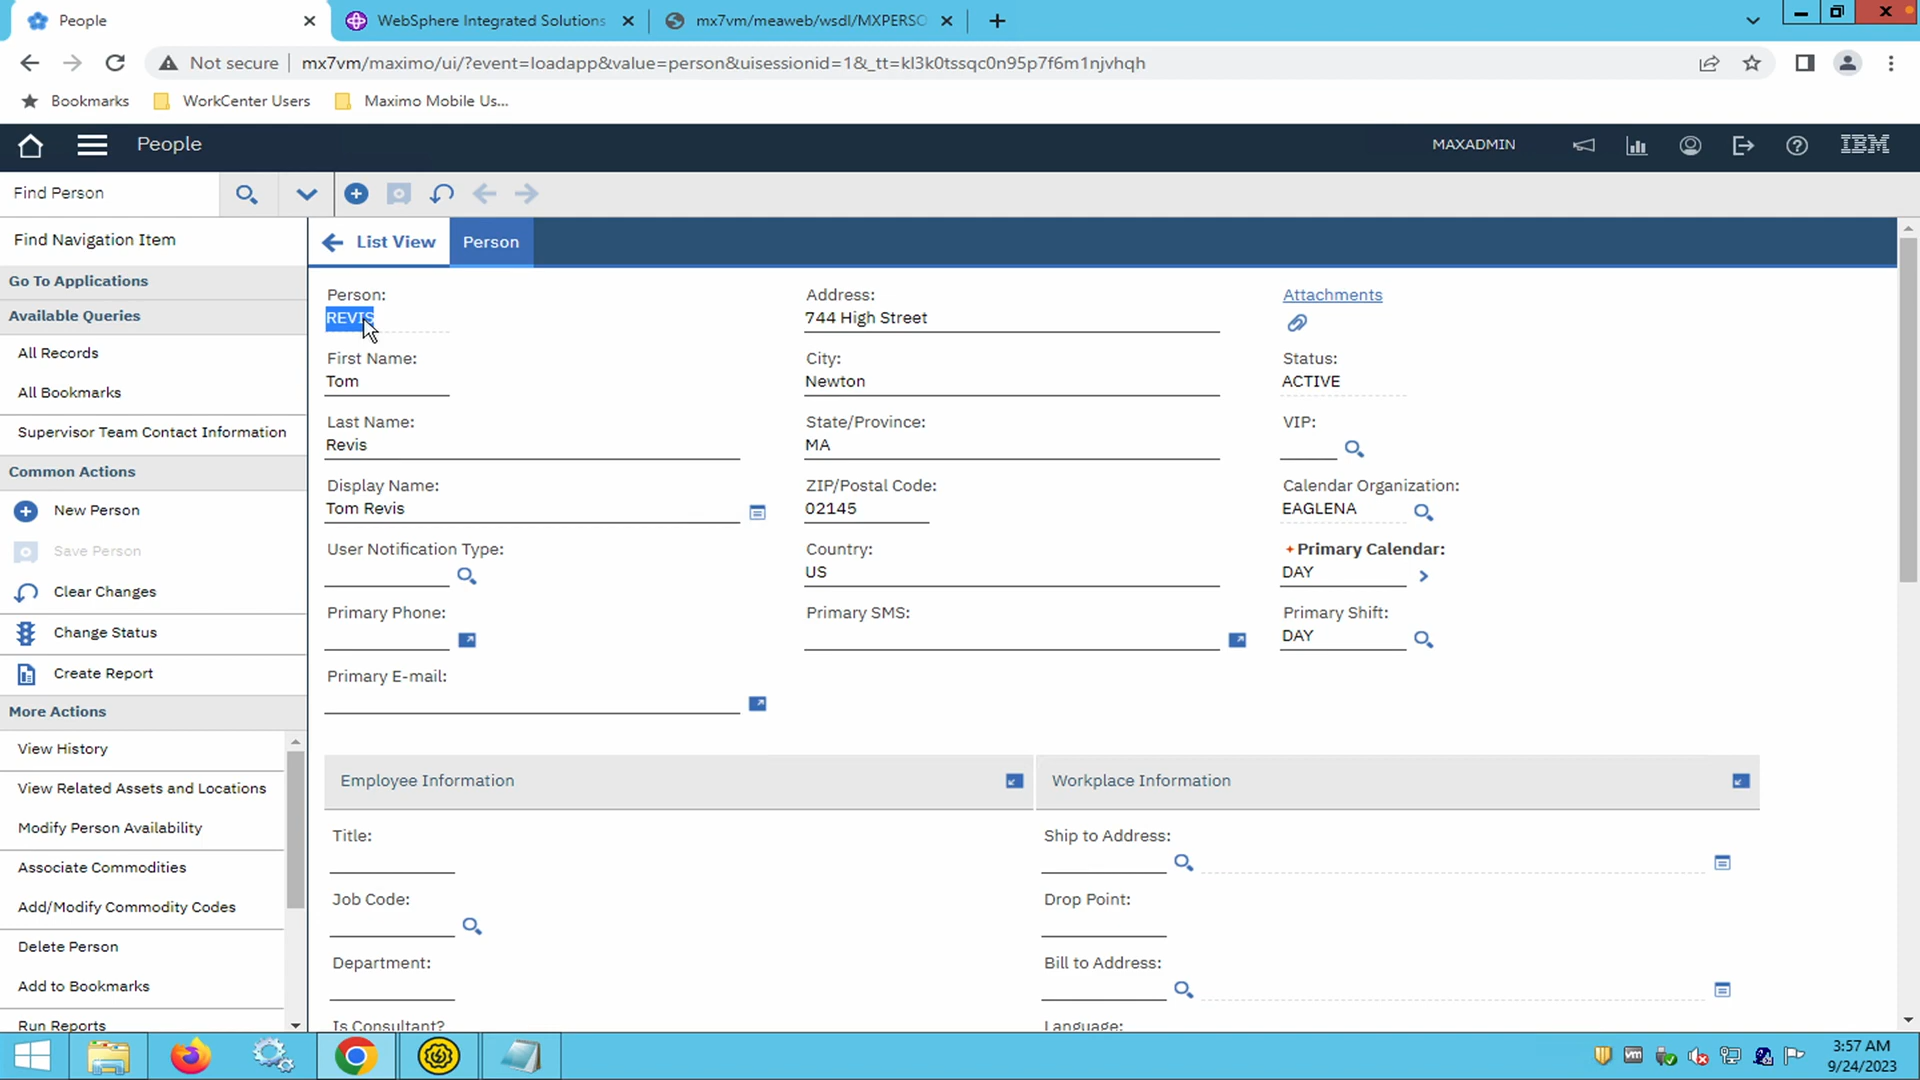 People
WebSphere Integrated Solutions
mx7vm/meaweb/wsdl/MXPERSO
Not secure
mx7vm/maximo/ui/?event=loadapp&value=person&uisessionid=1&_tt=kl3k0tssqc0n95p7f6m1njvhqh
Bookmarks
WorkCenter Users
Maximo Mobile Us...
People
MAXADMIN
IBM
Find Person
Find Navigation Item
Go To Applications
Available Queries
All Records
All Bookmarks
Supervisor Team Contact Information
Common Actions
New Person
Save Person
Clear Changes
Change Status
Create Report
More Actions
View History
View Related Assets and Locations
Modify Person Availability
Associate Commodities
Add/Modify Commodity Codes
Delete Person
Add to Bookmarks
Run Reports
List View
Person
Person:
REVIS
First Name:
Tom
Last Name:
Revis
Display Name:
Tom Revis
User Notification Type:
Primary Phone:
Primary E-mail:
Address:
744 High Street
City:
Newton
State/Province:
MA
ZIP/Postal Code:
02145
Country:
US
Primary SMS:
Attachments
Status:
ACTIVE
VIP:
Calendar Organization:
EAGLENA
Primary Calendar:
DAY
Primary Shift:
DAY
Employee Information
Title:
Job Code:
Department:
Is Consultant?
Workplace Information
Ship to Address:
Drop Point:
Bill to Address:
Language:
3:57 AM
9/24/2023